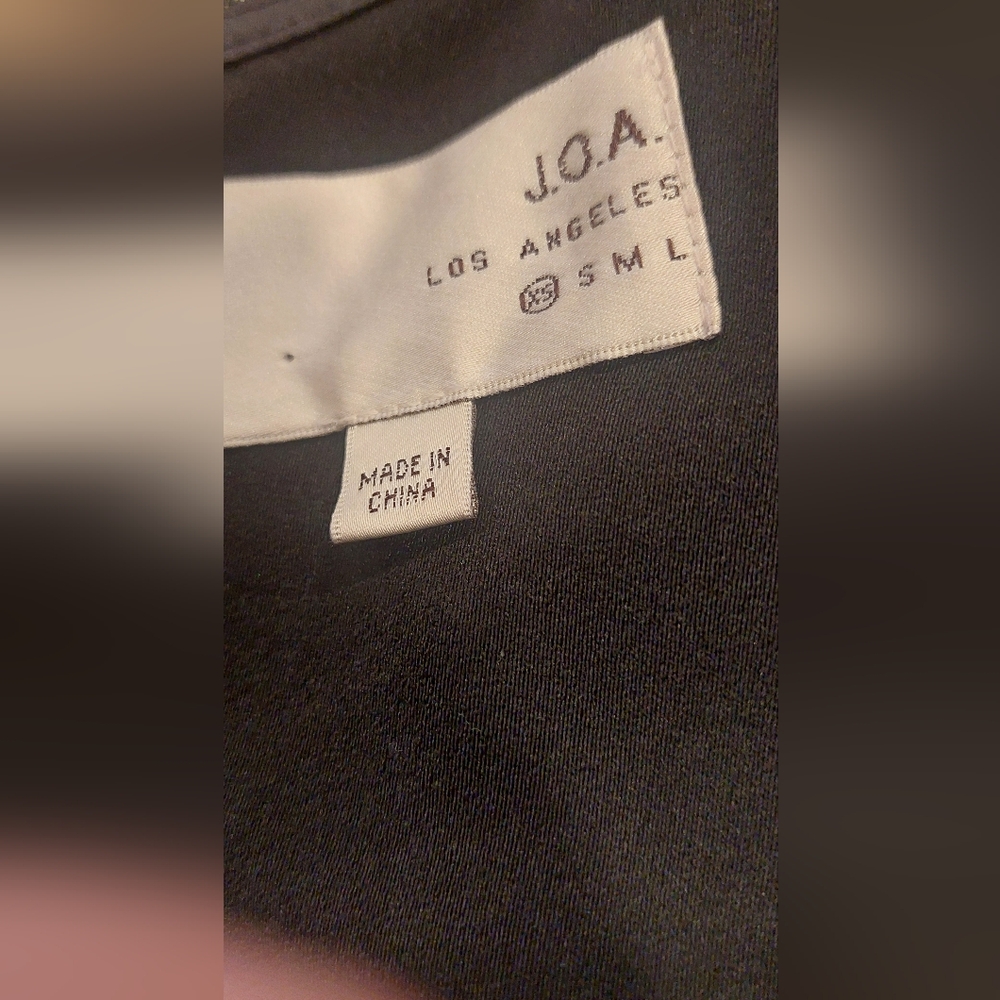 J.O.A.
LOS ANGELES
XS S M L
MADE IN
CHINA